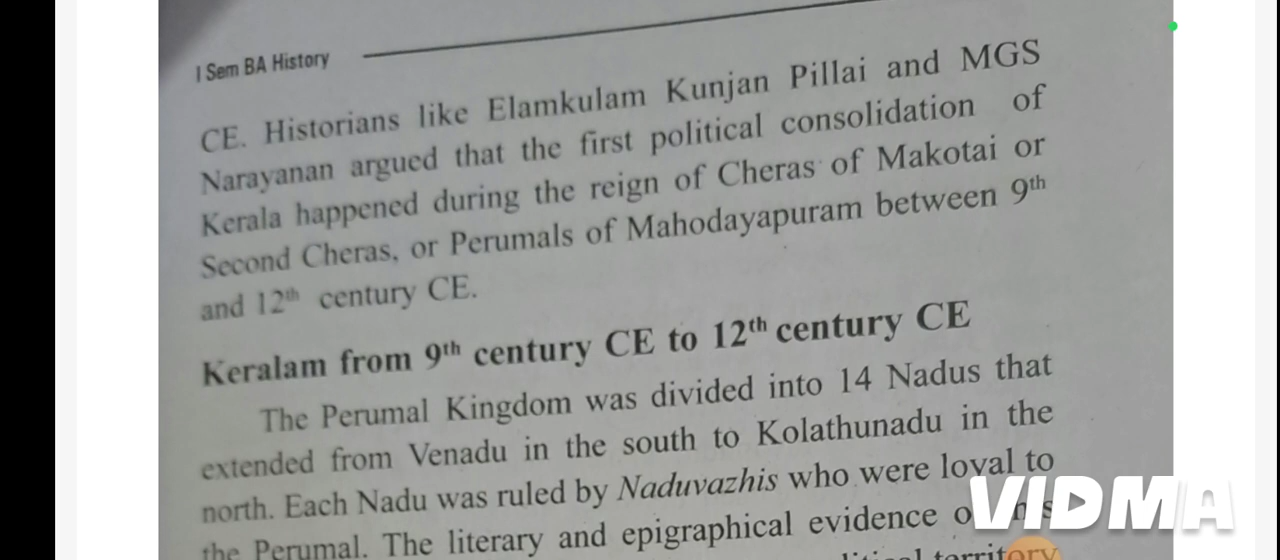 I Sem BA History
CE. Historians like Elamkulam Kunjan Pillai and MGS
Narayanan argued that the first political consolidation of
Kerala happened during the reign of Cheras of Makotai or
Second Cheras, or Perumals of Mahodayapuram between 9th
and 12th century CE.
Keralam from 9th century CE to 12th century CE
The Perumal Kingdom was divided into 14 Nadus that
extended from Venadu in the south to Kolathunadu in the
north. Each Nadu was ruled by Naduvazhis who were loyal to
the Perumal. The literary and epigraphical evidence
territory
VIDMA